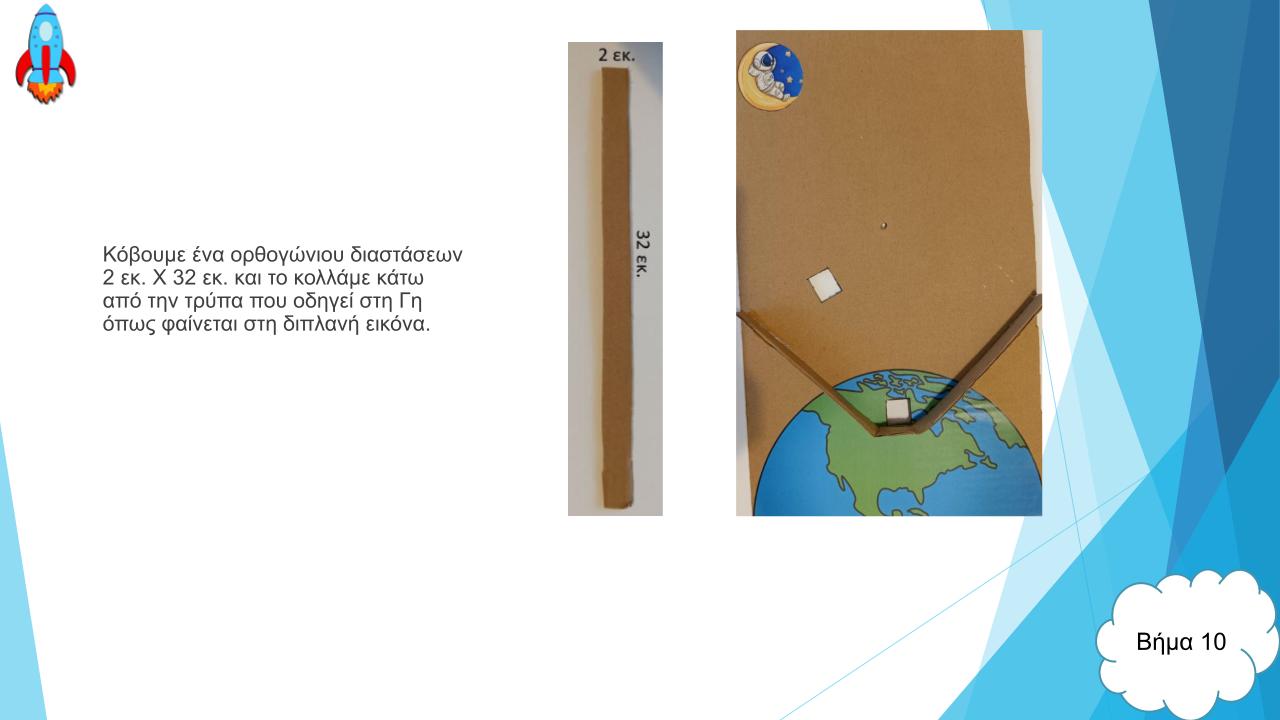 2 εκ.
32 εκ.
Κόβουμε ένα ορθογώνιου διαστάσεων
2 εκ. Χ 32 εκ. και το κολλάμε κάτω
από την τρύπα που οδηγεί στη Γη
όπως φαίνεται στη διπλανή εικόνα.
Βήμα 10